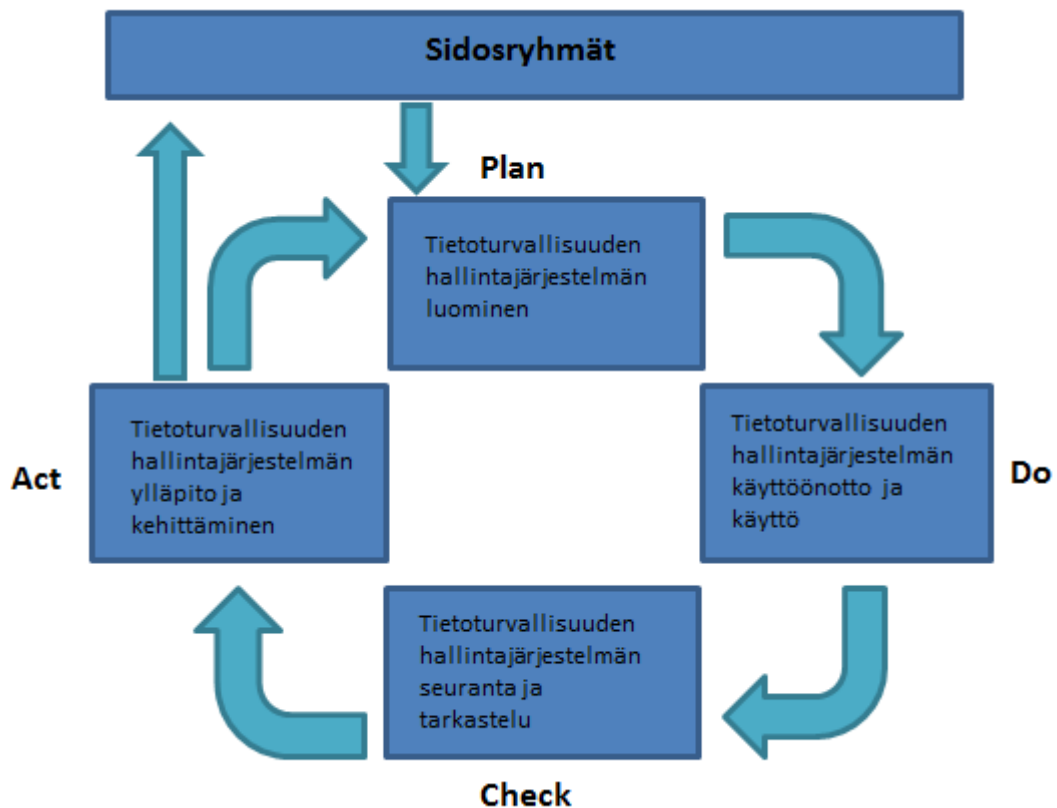 Sidosryhmät
Plan
Tietoturvallisuuden
hallintajärjestelmän
luominen
Act
Tietoturvallisuuden
hallintajärjestelmän
ylläpito ja
kehittäminen
Tietoturvallisuuden
hallintajärjestelmän
käyttöönotto ja
käyttö
Do
Tietoturvallisuuden
hallintajärjestelmän
seuranta ja
tarkastelu
Check